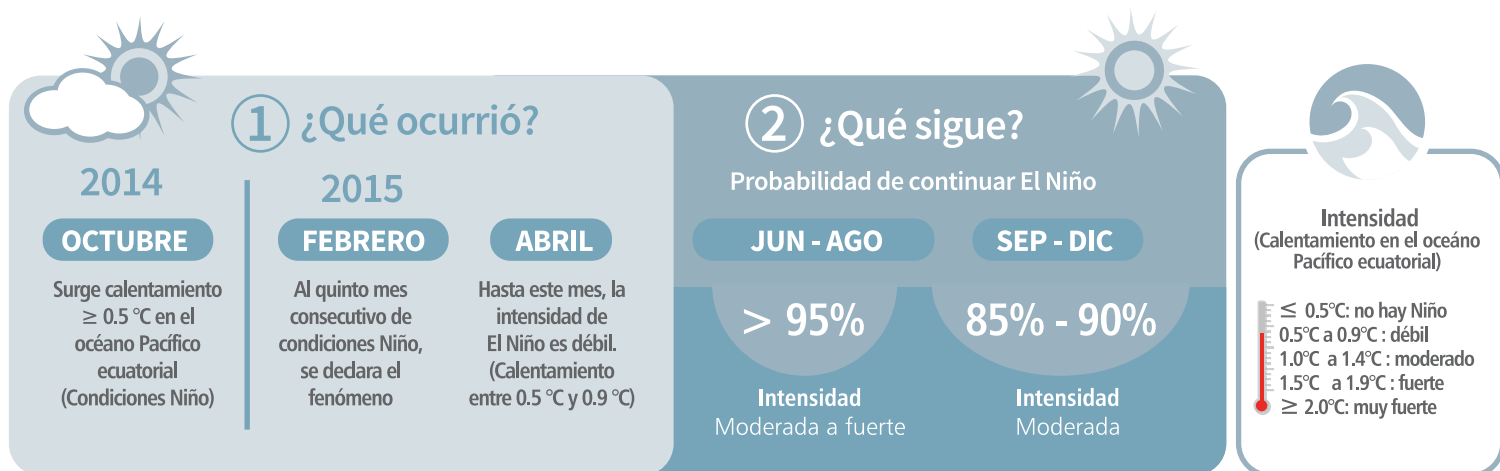 1 ¿Qué ocurrió?
2014
OCTUBRE
Surge calentamiento
≥ 0.5 °C en el
océano Pacífico
ecuatorial
(Condiciones Niño)
2015
FEBRERO
Al quinto mes
consecutivo de
condiciones Niño,
se declara el
fenómeno
ABRIL
Hasta este mes, la
intensidad de
El Niño es débil.
(Calentamiento
entre 0.5 °C y 0.9 °C)
2 ¿Qué sigue?
Probabilidad de continuar El Niño
JUN - AGO
> 95%
Intensidad
Moderada a fuerte
SEP - DIC
85% - 90%
Intensidad
Moderada
Intensidad
(Calentamiento en el oceáno
Pacífico ecuatorial)
≤ 0.5°C: no hay Niño
0.5°C a 0.9°C : débil
1.0°C a 1.4°C : moderado
1.5°C a 1.9°C : fuerte
≥ 2.0°C: muy fuerte